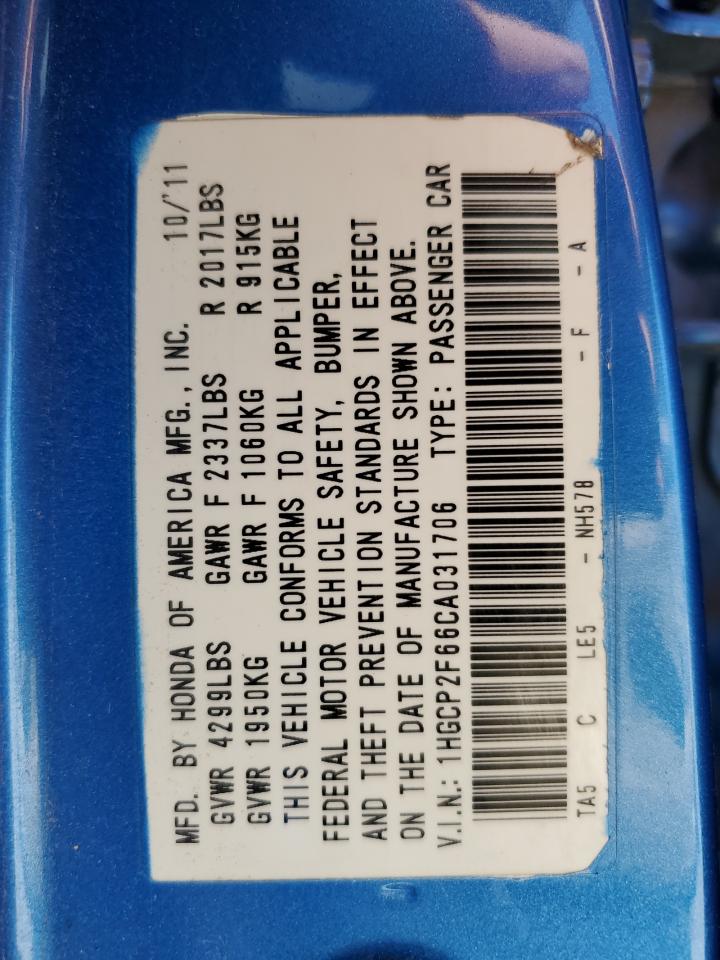 MFD. BY HONDA OF AMERICA MFG., INC. 10/'11
GVWR 4299LBS GAWR F 2337LBS R 2017LBS
GVWR 1950KG GAWR F 1060KG R 915KG
THIS VEHICLE CONFORMS TO ALL APPLICABLE
FEDERAL MOTOR VEHICLE SAFETY, BUMPER,
AND THEFT PREVENTION STANDARDS IN EFFECT
ON THE DATE OF MANUFACTURE SHOWN ABOVE.
V.I.N.: 1HGCP2F66CA031706 TYPE: PASSENGER CAR
TA5 C LE5 - NH578 - F - A